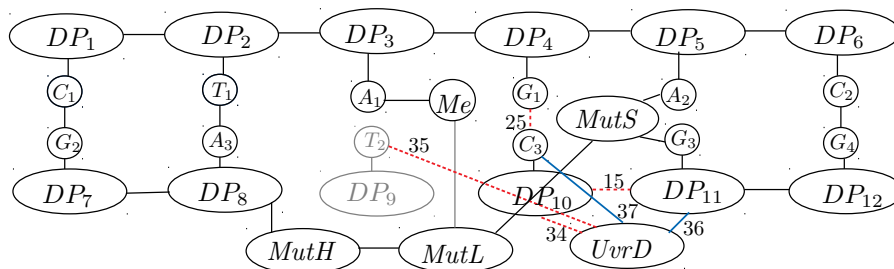 DP₁ DP₂ DP₃ DP₄ DP₅ DP₆
C₁ T₁ A₁ Me G₁ A₂ C₂
25 MutS
G₂ A₃ T₂ 35 C₃ G₃ G₄
DP₇ DP₈ DP₉ DP₁₀ 15 DP₁₁ DP₁₂
37
34 36
MutH MutL UvrD